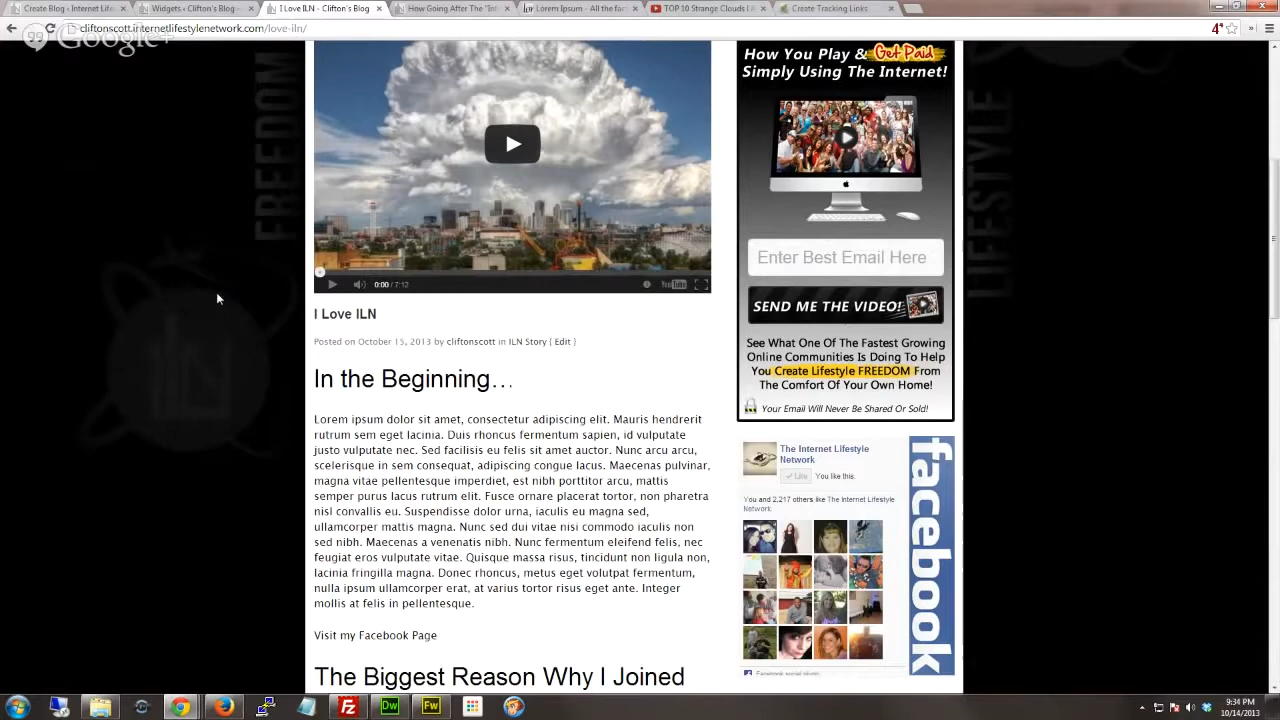 Create Blog - Internet Lifes
Widgets ‹ Clifton's Blog
I Love ILN - Clifton's Blog
How Going After The "Inf
Lorem Ipsum - All the fac
TOP 10 Strange Clouds L
Create Tracking Links
cliftonscott.internetlifestylenetwork.com/love-iln/
Google+
FREEDOM
LIFESTYLE
How You Play & Get Paid
Simply Using The Internet!
Enter Best Email Here
SEND ME THE VIDEO!
See What One Of The Fastest Growing
Online Communities Is Doing To Help
You Create Lifestyle FREEDOM From
The Comfort Of Your Own Home!
Your Email Will Never Be Shared Or Sold!
0:00 / 7:12
YouTube
I Love ILN
Posted on October 15, 2013 by cliftonscott in ILN Story { Edit }
In the Beginning…
Lorem ipsum dolor sit amet, consectetur adipiscing elit. Mauris hendrerit
rutrum sem eget lacinia. Duis rhoncus fermentum sapien, id vulputate
justo vulputate nec. Sed facilisis eu felis sit amet auctor. Nunc arcu arcu,
scelerisque in sem consequat, adipiscing congue lacus. Maecenas pulvinar,
magna vitae pellentesque imperdiet, est nibh porttitor arcu, mattis
semper purus lacus rutrum elit. Fusce ornare placerat tortor, non pharetra
nisl convallis eu. Suspendisse dolor urna, iaculis eu magna sed,
ullamcorper mattis magna. Nunc sed dui vitae nisi commodo iaculis non
sed nibh. Maecenas a venenatis nibh. Nunc fermentum eleifend felis, nec
feugiat eros vulputate vitae. Quisque massa risus, tincidunt non ligula non,
lacinia fringilla magna. Donec rhoncus, metus eget volutpat fermentum,
nulla ipsum ullamcorper erat, at varius tortor risus eget ante. Integer
mollis at felis in pellentesque.
Visit my Facebook Page
The Biggest Reason Why I Joined
The Internet Lifestyle
Network
Like You like this.
You and 2,217 others like The Internet Lifestyle
Network.
Facebook social plugin
facebook
Dw
Fw
9:34 PM
10/14/2013